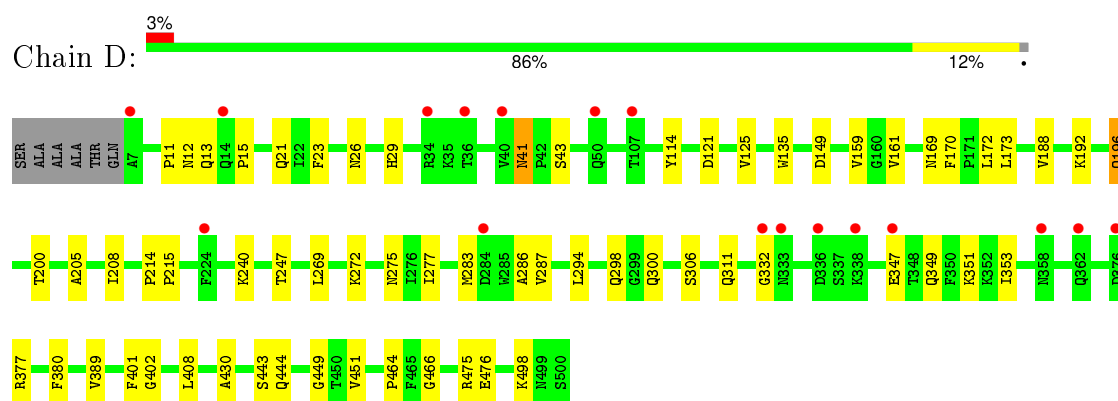 3%
Chain D:
86%
12%
SER ALA ALA ALA THR GLN A7 P11 N12 Q13 Q14 P15 Q21 I22 F23 N26 H29 R34 K35 T36 V40 N41 P42 S43 Q50 T107 Y114 D121 V125 W135 D149 V159 G160 V161 N169 F170 P171 L172 L173 V188 K192
T200 A205 I208 P214 P215 F224 K240 T247 L269 K272 N275 I276 I277 M283 D284 W285 A286 V287 L294 Q298 G299 Q300 S306 Q311 G332 N333 D336 S337 K338 E347 T348 Q349 F350 K351 K352 I353 N358 Q362 D376
R377 F380 V389 F401 G402 L408 A430 S443 Q444 G449 T450 V451 P464 F465 G466 R475 E476 K498 N499 S500